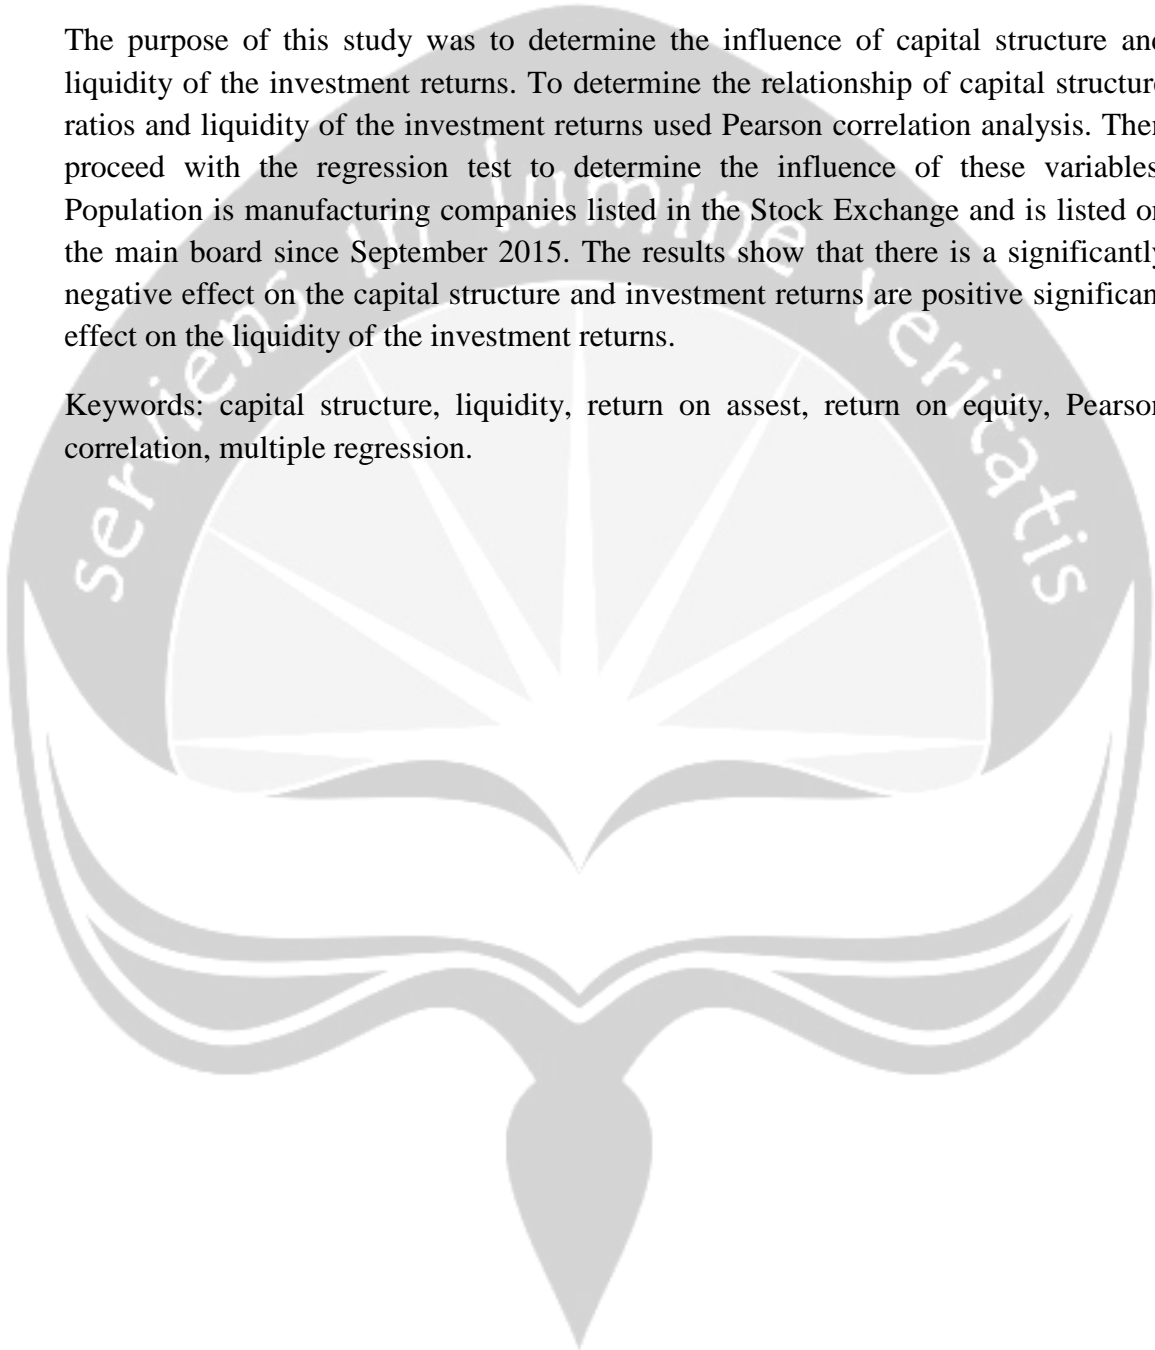 The purpose of this study was to determine the influence of capital structure and
liquidity of the investment returns. To determine the relationship of capital structure
ratios and liquidity of the investment returns used Pearson correlation analysis. Then
proceed with the regression test to determine the influence of these variables
Population is manufacturing companies listed in the Stock Exchange and is listed on
the main board since September 2015. The results show that there is a significantly
negative effect on the capital structure and investment returns are positive significan
effect on the liquidity of the investment returns.
Keywords: capital structure, liquidity, return on assest, return on equity, Pearson
correlation, multiple regression.
serviens in lumine veritatis